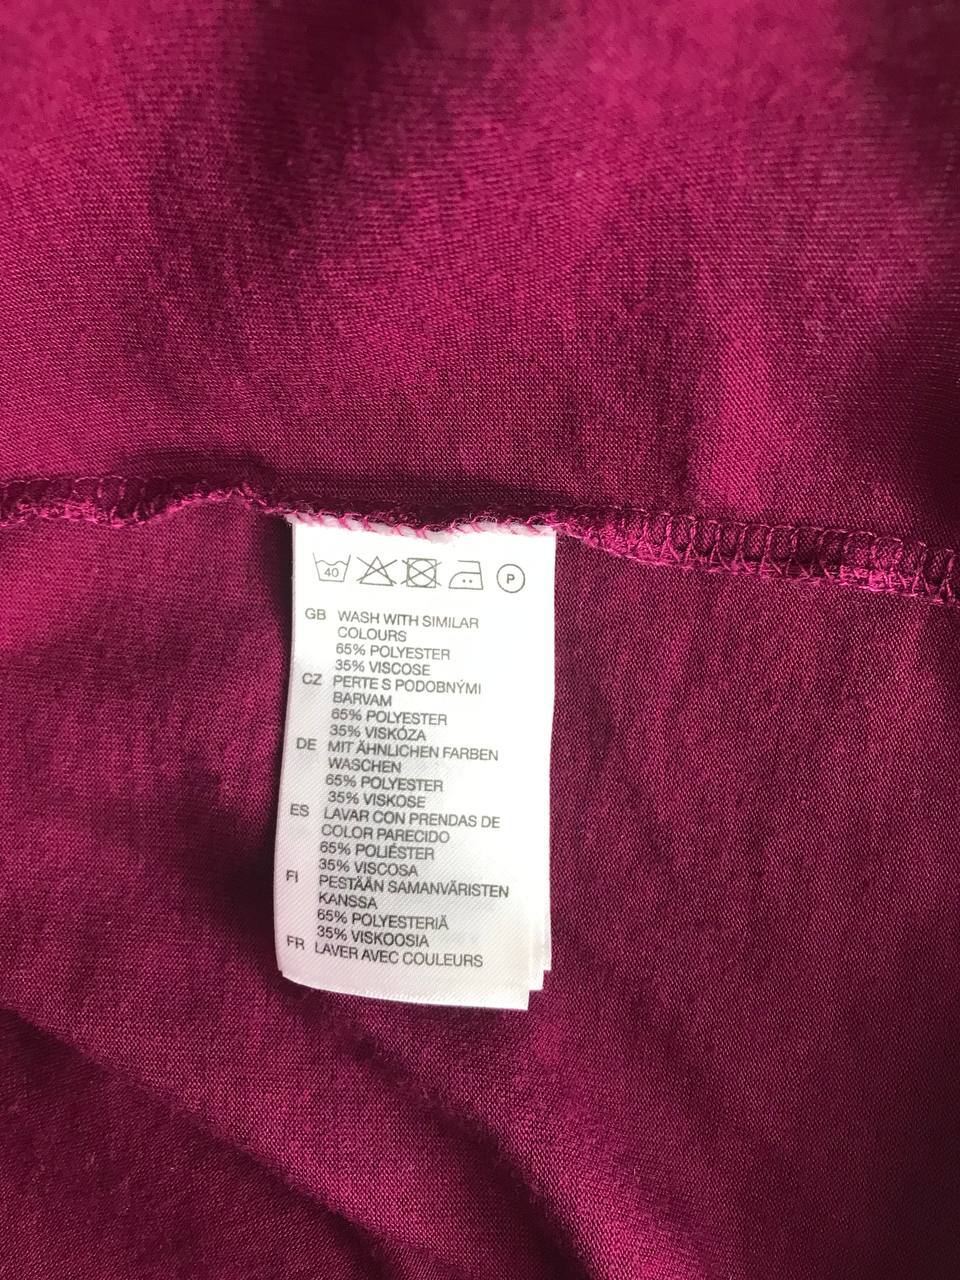 40 P
GB WASH WITH SIMILAR
COLOURS
65% POLYESTER
35% VISCOSE
CZ PERTE S PODOBNÝMI
BARVAM
65% POLYESTER
35% VISKÓZA
DE MIT ÄHNLICHEN FARBEN
WASCHEN
65% POLYESTER
35% VISKOSE
ES LAVAR CON PRENDAS DE
COLOR PARECIDO
65% POLIÉSTER
35% VISCOSA
FI PESTÄÄN SAMANVÄRISTEN
KANSSA
65% POLYESTERIÄ
35% VISKOOSIA
FR LAVER AVEC COULEURS